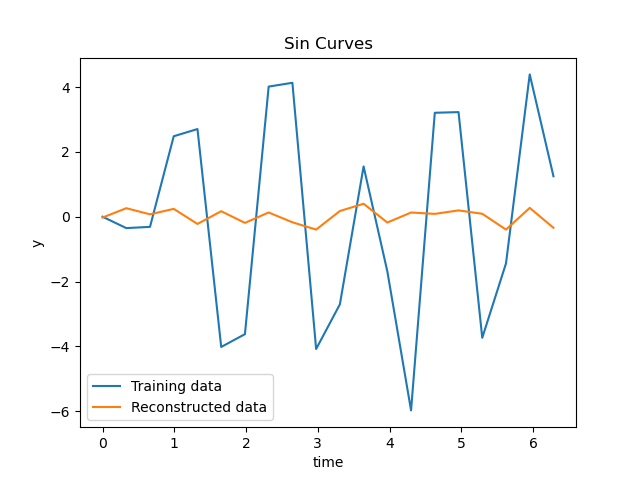 Sin Curves
y
4
2
0
−2
−4
−6
Training data
Reconstructed data
0 1 2 3 4 5 6
time